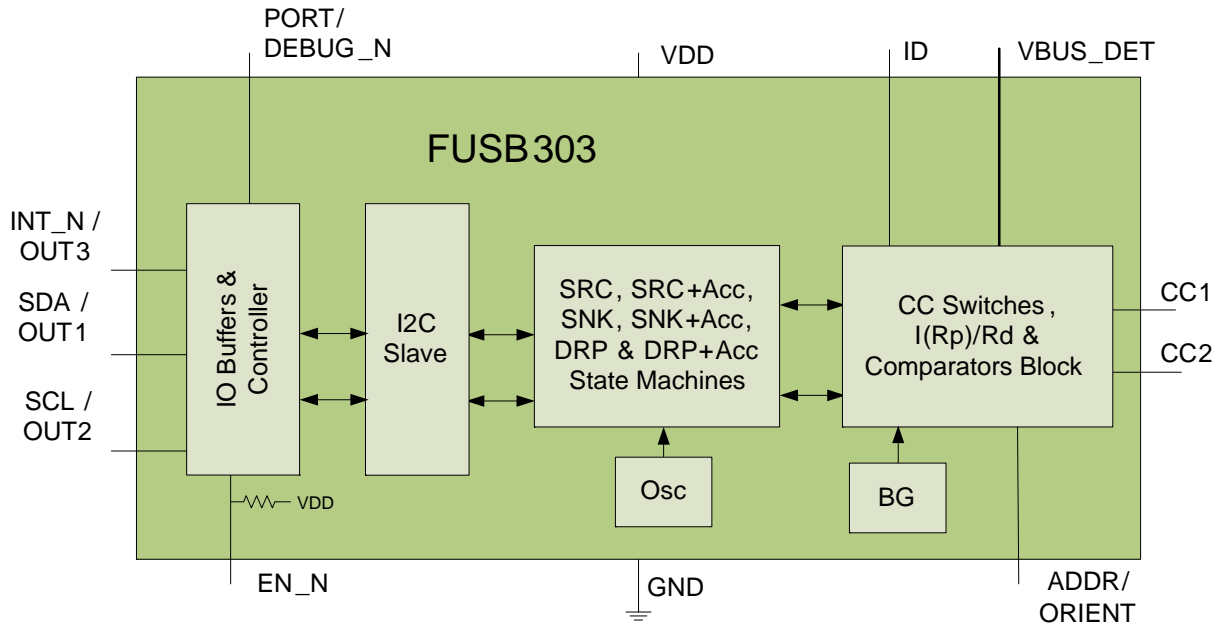 PORT/
DEBUG_N
VDD
ID
VBUS_DET
FUSB303
INT_N /
OUT3
SDA /
OUT1
SCL /
OUT2
IO Buffers &
Controller
I2C
Slave
SRC, SRC+Acc,
SNK, SNK+Acc,
DRP & DRP+Acc
State Machines
CC Switches ,
I(Rp)/Rd &
Comparators Block
CC1
CC2
Osc
BG
VDD
EN_N
GND
ADDR/
ORIENT